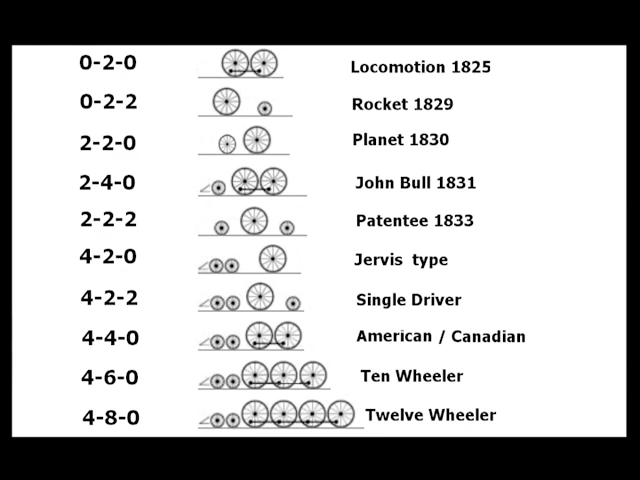 0-2-0 Locomotion 1825
0-2-2 Rocket 1829
2-2-0 Planet 1830
2-4-0 John Bull 1831
2-2-2 Patentee 1833
4-2-0 Jervis type
4-2-2 Single Driver
4-4-0 American / Canadian
4-6-0 Ten Wheeler
4-8-0 Twelve Wheeler